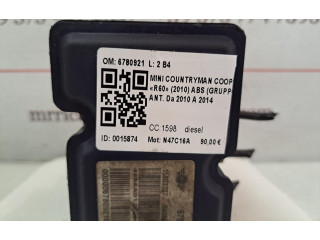 OM: 6780921 L: 2 B4
MINI COUNTRYMAN COOP
«R60» (2010) ABS (GRUPP
ANT. Da 2010 A 2014
CC 1598 diesel
ID: 0015874 Mot: N47C16A 90,00 €